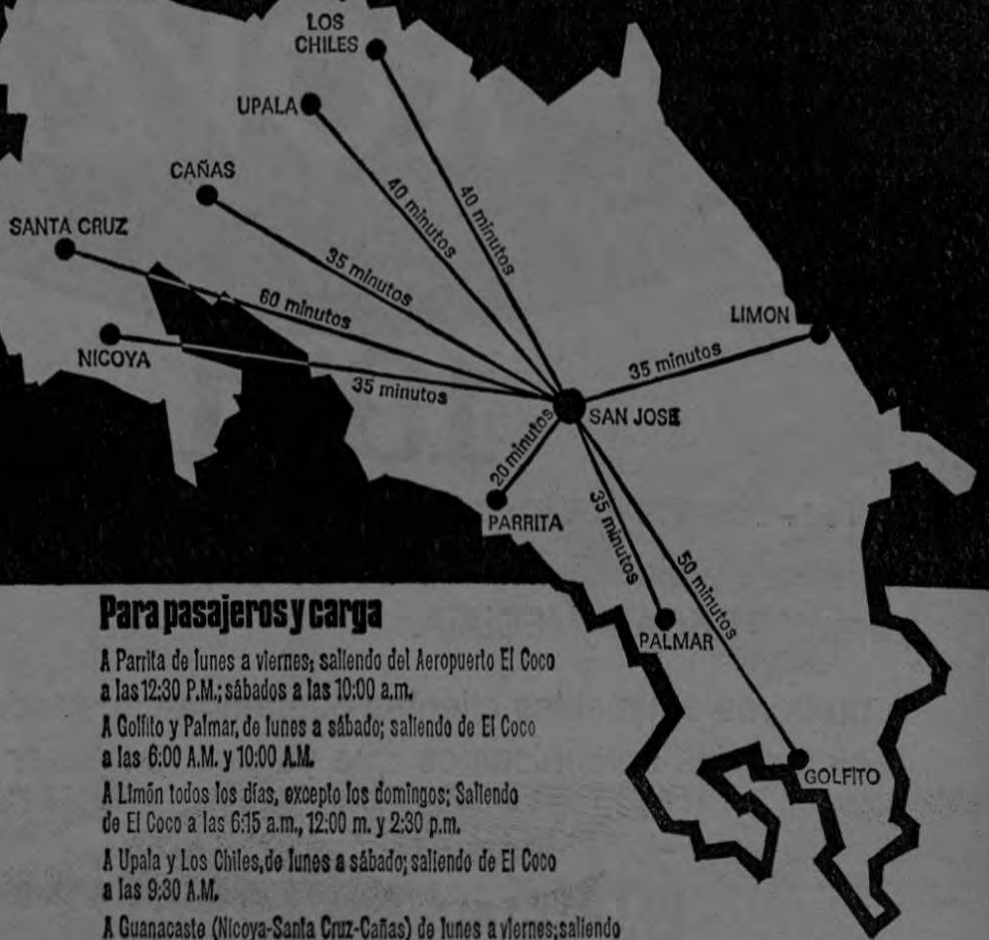 LOS
CHILES
UPALA
CAÑAS
SANTA CRUZ
NICOYA
40 minutos
40 minutos
35 minutos
60 minutos
35 minutos
LIMON
35 minutos
SAN JOSE
20 minutos
PARRITA
35 minutos
50 minutos
PALMAR
GOLFITO
Para pasajeros y carga
A Parrita de lunes a viernes; saliendo del Aeropuerto El Coco
a las 12:30 P.M.; sábados a las 10:00 a.m.
A Golfito y Palmar, de lunes a sábado; saliendo de El Coco
a las 6:00 A.M. y 10:00 A.M.
A Limón todos los días, excepto los domingos; Saliendo
de El Coco a las 6:15 a.m., 12:00 m. y 2:30 p.m.
A Upala y Los Chiles, de lunes a sábado; saliendo de El Coco
a las 9:30 A.M.
A Guanacaste (Nicoya-Santa Cruz-Cañas) de lunes a viernes; saliendo